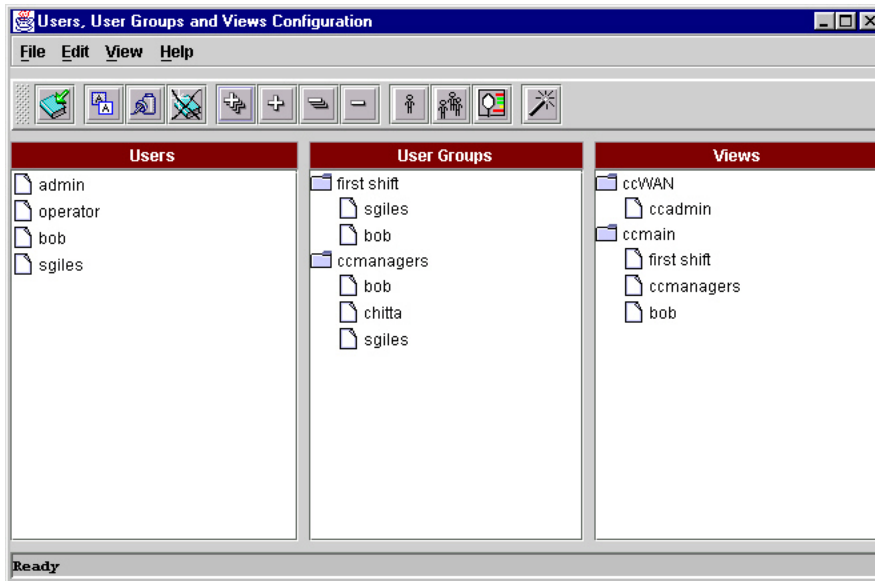 Users, User Groups and Views Configuration
File Edit View Help
Users
admin
operator
bob
sgiles
User Groups
first shift
sgiles
bob
ccmanagers
bob
chitta
sgiles
Views
ccWAN
ccadmin
ccmain
first shift
ccmanagers
bob
Ready